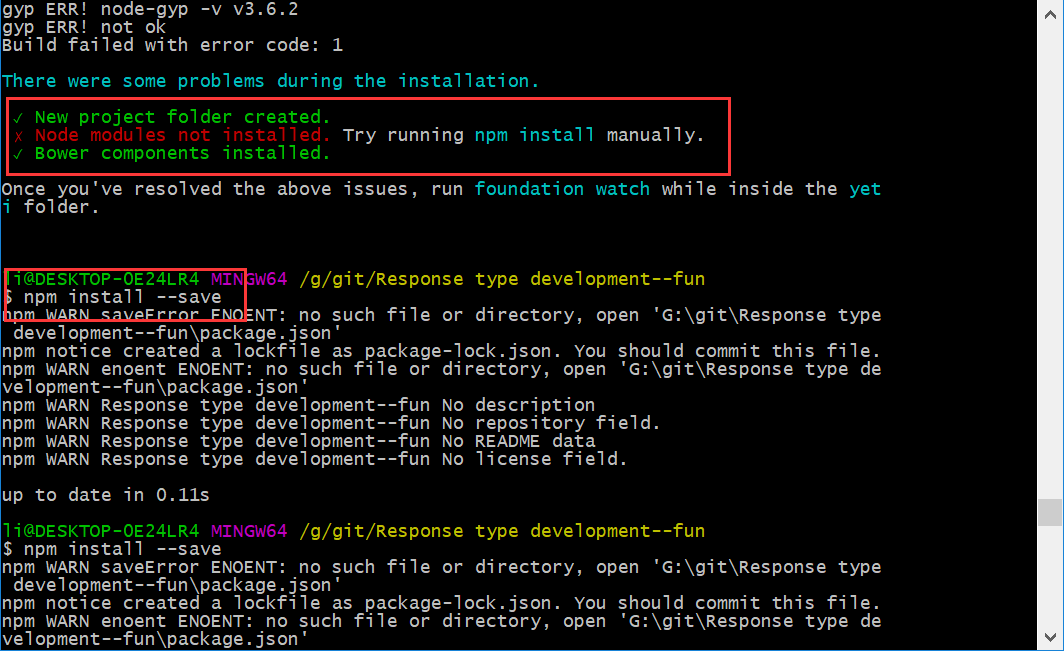 gyp ERR! node-gyp -v v3.6.2
gyp ERR! not ok
Build failed with error code: 1
There were some problems during the installation.
✓ New project folder created.
x Node modules not installed. Try running npm install manually.
✓ Bower components installed.
Once you've resolved the above issues, run foundation watch while inside the yet
i folder.
li@DESKTOP-OE24LR4 MINGW64 /g/git/Response type development--fun
$ npm install --save
npm WARN saveError ENOENT: no such file or directory, open 'G:\git\Response type
 development--fun\package.json'
npm notice created a lockfile as package-lock.json. You should commit this file.
npm WARN enoent ENOENT: no such file or directory, open 'G:\git\Response type de
velopment--fun\package.json'
npm WARN Response type development--fun No description
npm WARN Response type development--fun No repository field.
npm WARN Response type development--fun No README data
npm WARN Response type development--fun No license field.
up to date in 0.11s
li@DESKTOP-OE24LR4 MINGW64 /g/git/Response type development--fun
$ npm install --save
npm WARN saveError ENOENT: no such file or directory, open 'G:\git\Response type
 development--fun\package.json'
npm notice created a lockfile as package-lock.json. You should commit this file.
npm WARN enoent ENOENT: no such file or directory, open 'G:\git\Response type de
velopment--fun\package.json'